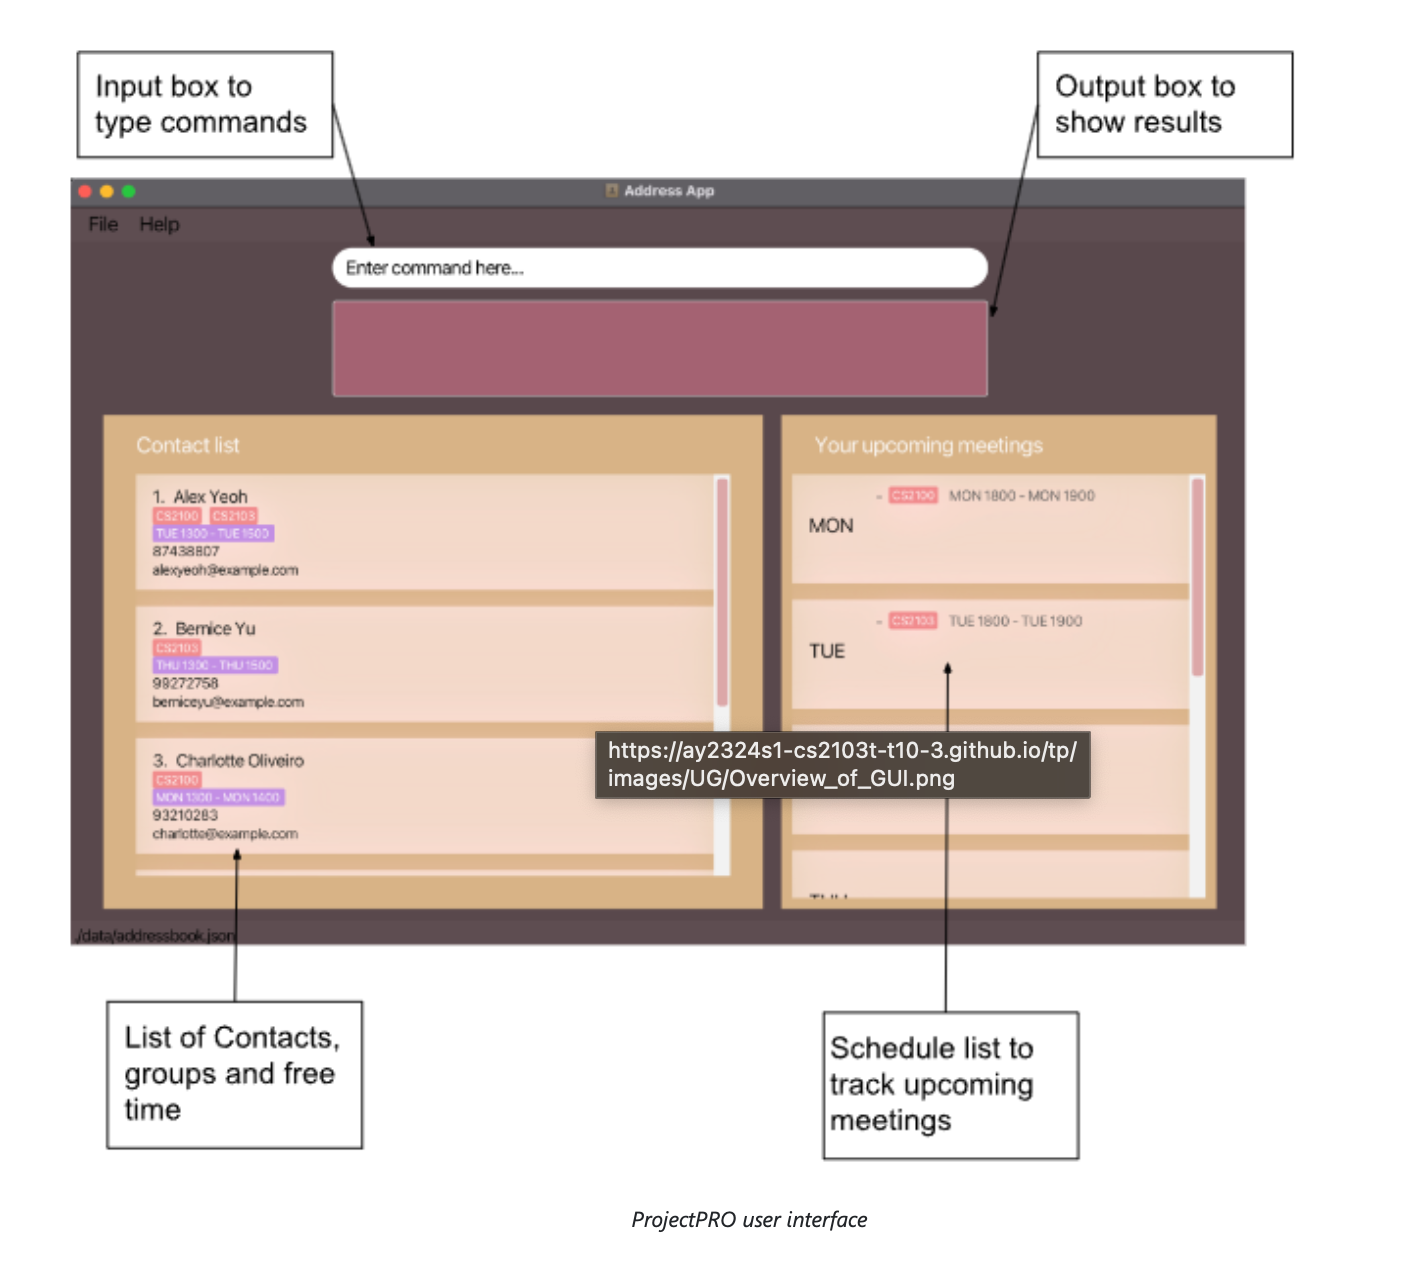 Input box to
type commands
Output box to
show results
Address App
File Help
Enter command here...
Contact list
1. Alex Yeoh
CS2100 CS2103
TUE 1300 - TUE 1500
87438807
alexyeoh@example.com
2. Bernice Yu
CS2103
THU 1300 - THU 1500
99272758
berniceyu@example.com
3. Charlotte Oliveiro
CS2100
MON 1300 - MON 1400
93210283
charlotte@example.com
Your upcoming meetings
- CS2100 MON 1800 - MON 1900
MON
- CS2103 TUE 1800 - TUE 1900
TUE
https://ay2324s1-cs2103t-t10-3.github.io/tp/
images/UG/Overview_of_GUI.png
./data/addressbook.json
List of Contacts,
groups and free
time
Schedule list to
track upcoming
meetings
ProjectPRO user interface